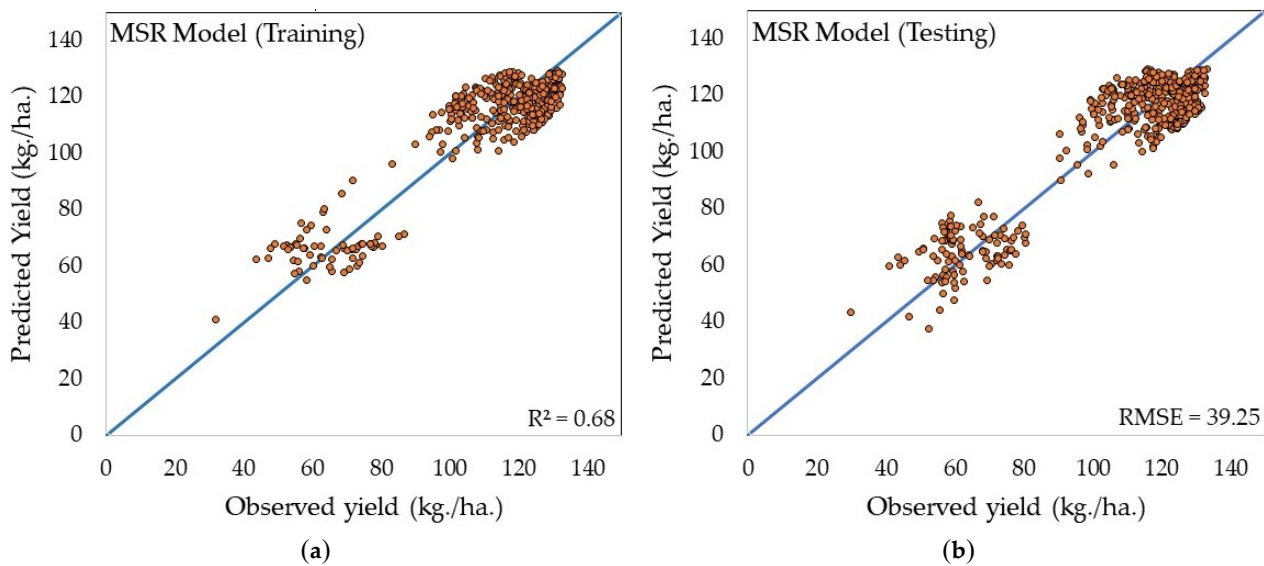 MSR Model (Training)
Predicted Yield (kg./ha.)
140
120
100
80
60
40
20
0
R² = 0.68
0 20 40 60 80 100 120 140
Observed yield (kg./ha.)
(a)
MSR Model (Testing)
Predicted Yield (kg./ha.)
140
120
100
80
60
40
20
0
RMSE = 39.25
0 20 40 60 80 100 120 140
Observed yield (kg./ha.)
(b)